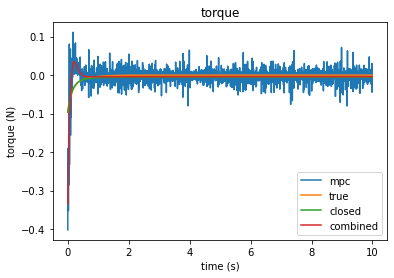 torque
0.1
0.0
−0.1
−0.2
−0.3
−0.4
torque (N)
0
2
4
6
8
10
time (s)
mpc
true
closed
combined